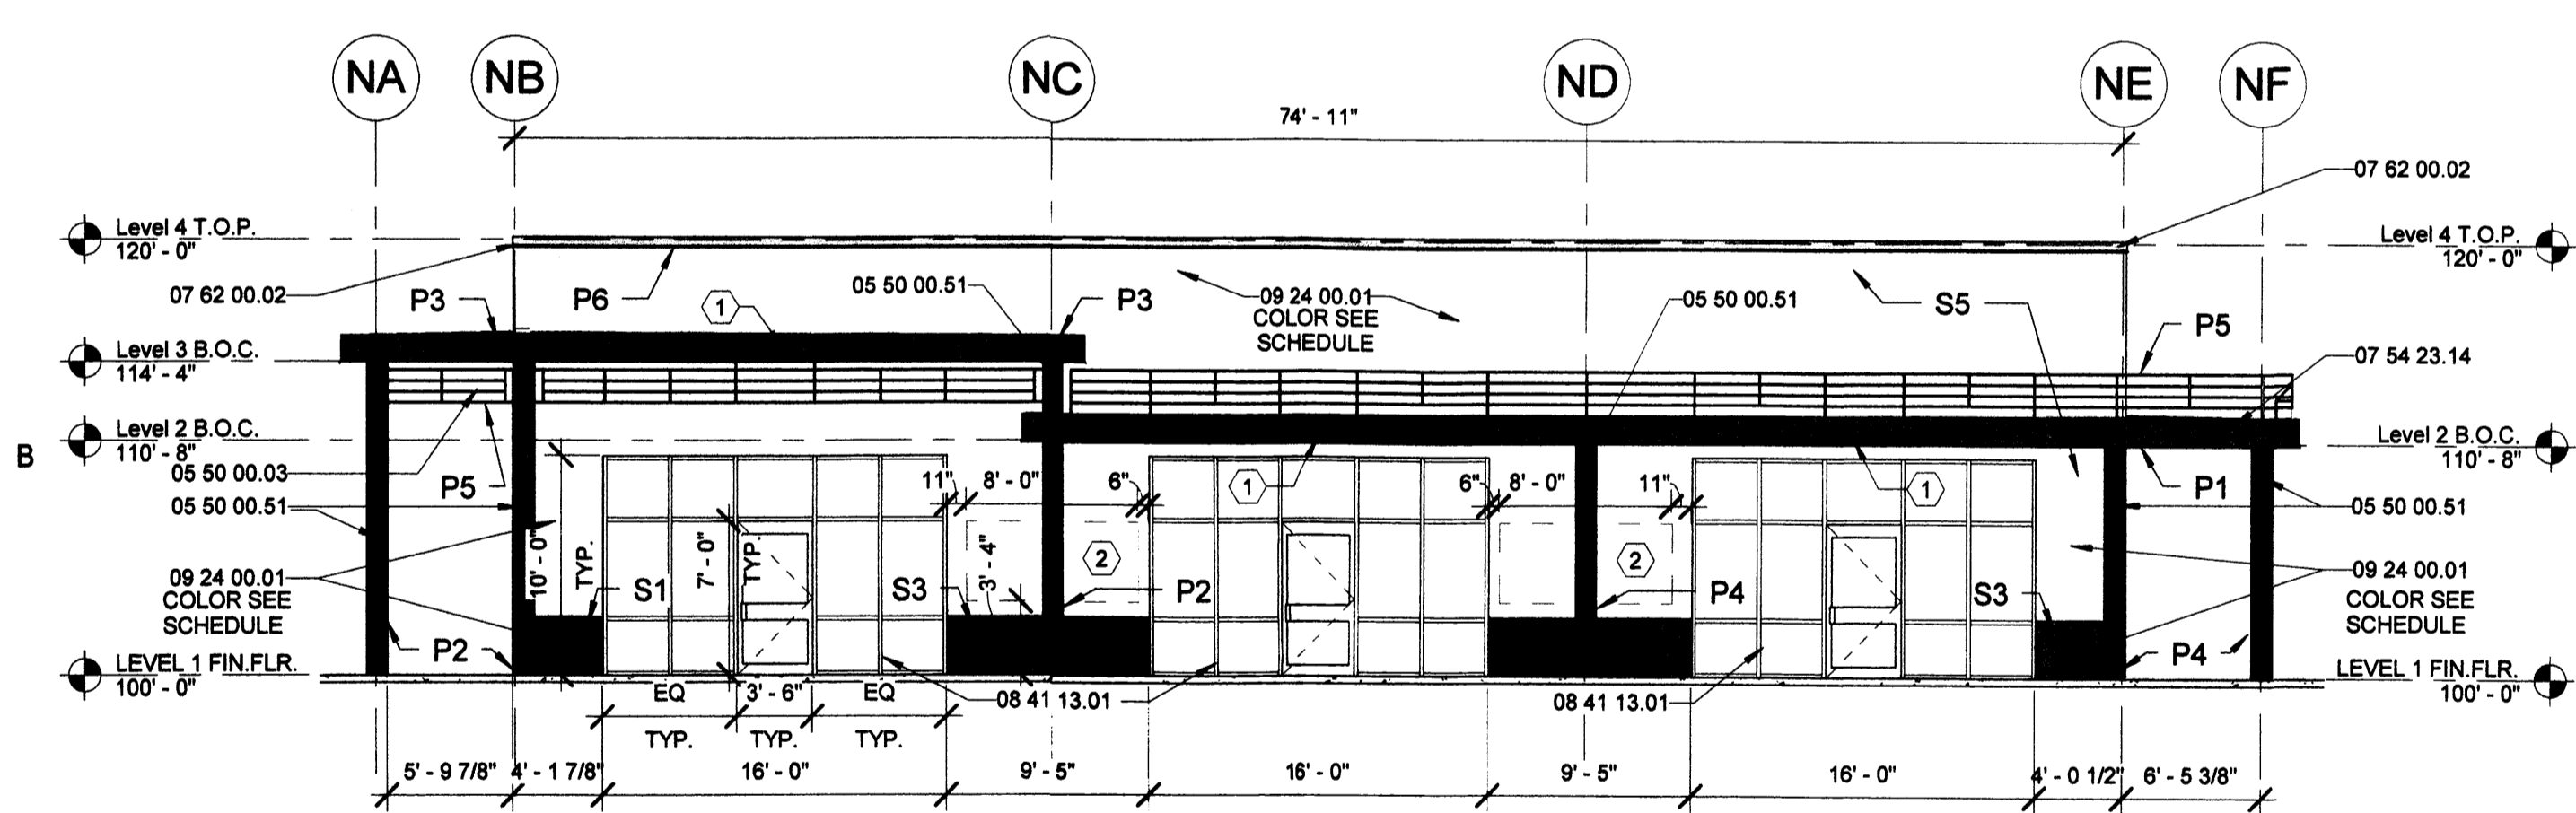 NA
NB
NC
ND
NE
NF
74' - 11"
07 62 00.02
Level 4 T.O.P.
120' - 0"
Level 4 T.O.P.
120' - 0"
07 62 00.02
P3
P6
1
05 50 00.51
P3
09 24 00.01
COLOR SEE
SCHEDULE
05 50 00.51
S5
P5
Level 3 B.O.C.
114' - 4"
07 54 23.14
B
Level 2 B.O.C.
110' - 8"
Level 2 B.O.C.
110' - 8"
05 50 00.03
P5
05 50 00.51
11"
8' - 0"
6"
1
6"
8' - 0"
11"
1
P1
05 50 00.51
10' - 0"
TYP.
7' - 0"
TYP.
3' - 4"
2
2
09 24 00.01
COLOR SEE
SCHEDULE
S1
S3
P2
P4
S3
09 24 00.01
COLOR SEE
SCHEDULE
P2
P4
LEVEL 1 FIN.FLR.
100' - 0"
LEVEL 1 FIN.FLR.
100' - 0"
EQ
3' - 6"
EQ
08 41 13.01
08 41 13.01
TYP.
TYP.
TYP.
5' - 9 7/8"
4' - 1 7/8"
16' - 0"
9' - 5"
16' - 0"
9' - 5"
16' - 0"
4' - 0 1/2"
6' - 5 3/8"